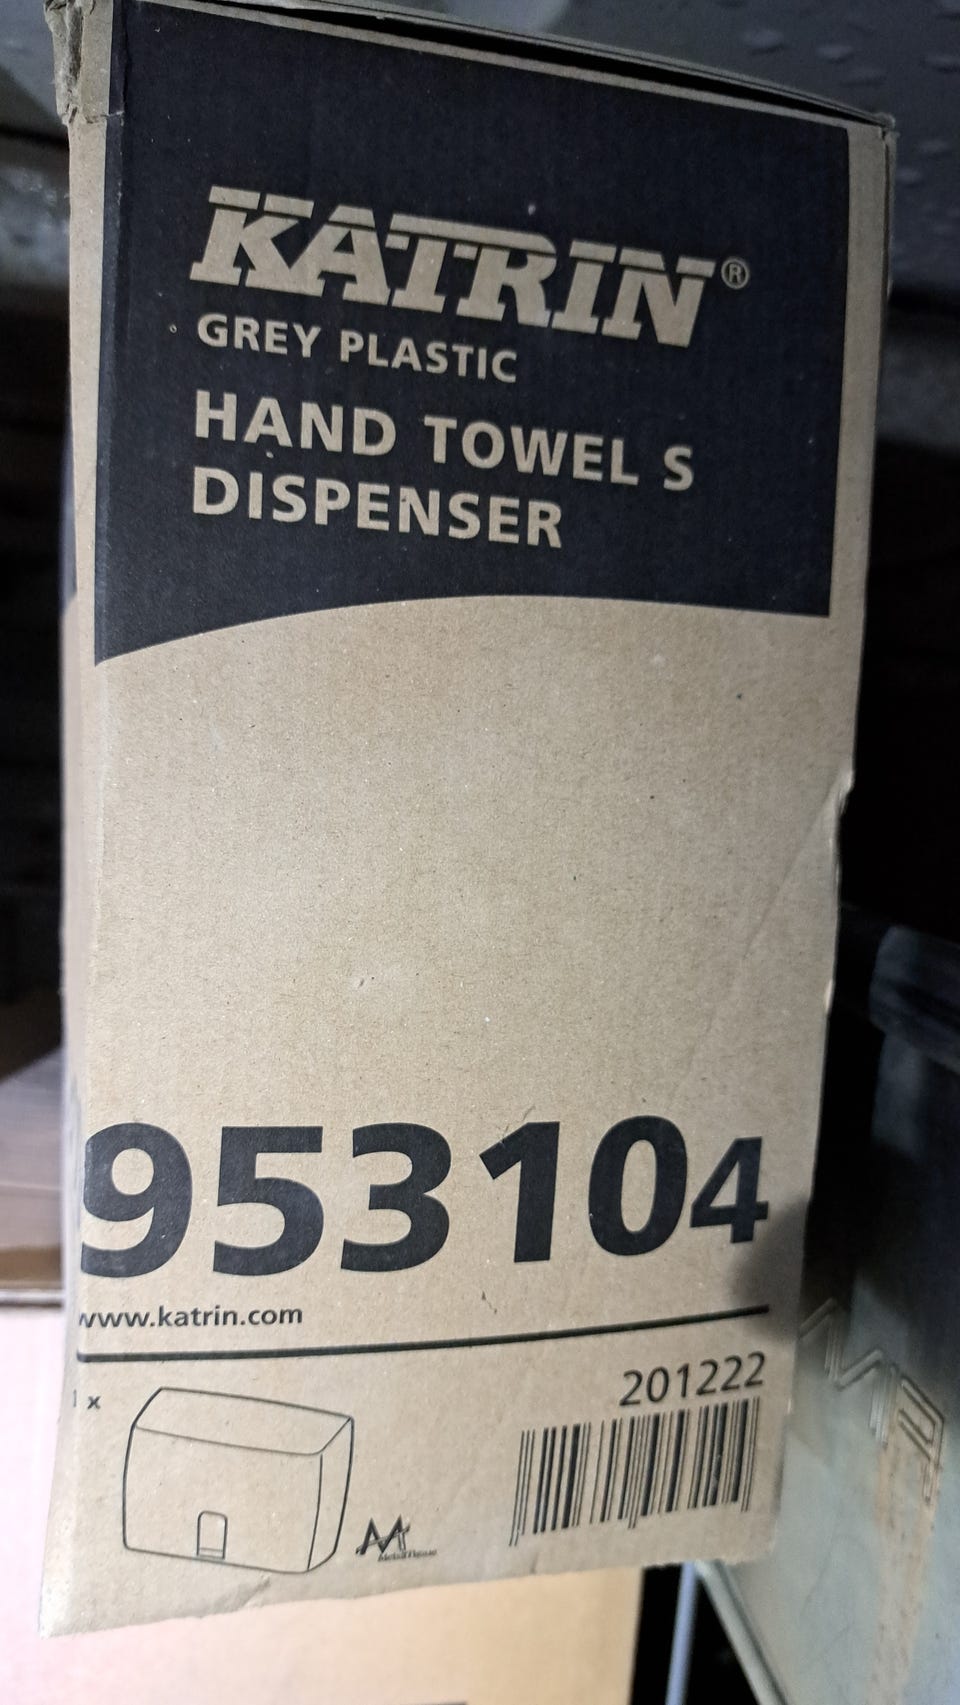 KATRIN®
GREY PLASTIC
HAND TOWEL S
DISPENSER
953104
www.katrin.com
1 x
201222